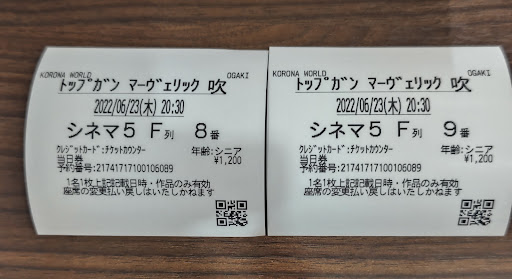 KORONA WORLD OGAKI
ﾄｯﾌﾟｶﾞﾝ ﾏｰｳﾞｪﾘｯｸ 吹
2022/06/23(木) 20:30
シネマ5 F列 8番
ｸﾚｼﾞｯﾄｶｰﾄﾞ:ﾁｹｯﾄｶｳﾝﾀｰ 年齢:シニア
当日券 ¥1,200
予約番号:21741717100106089
1名1枚上記記載日時・作品のみ有効
座席の変更払い戻しはいたしかねます
KORONA WORLD OGAKI
ﾄｯﾌﾟｶﾞﾝ ﾏｰｳﾞｪﾘｯｸ 吹
2022/06/23(木) 20:30
シネマ5 F列 9番
ｸﾚｼﾞｯﾄｶｰﾄﾞ:ﾁｹｯﾄｶｳﾝﾀｰ 年齢:シニア
当日券 ¥1,200
予約番号:21741717100106089
1名1枚上記記載日時・作品のみ有効
座席の変更払い戻しはいたしかねます